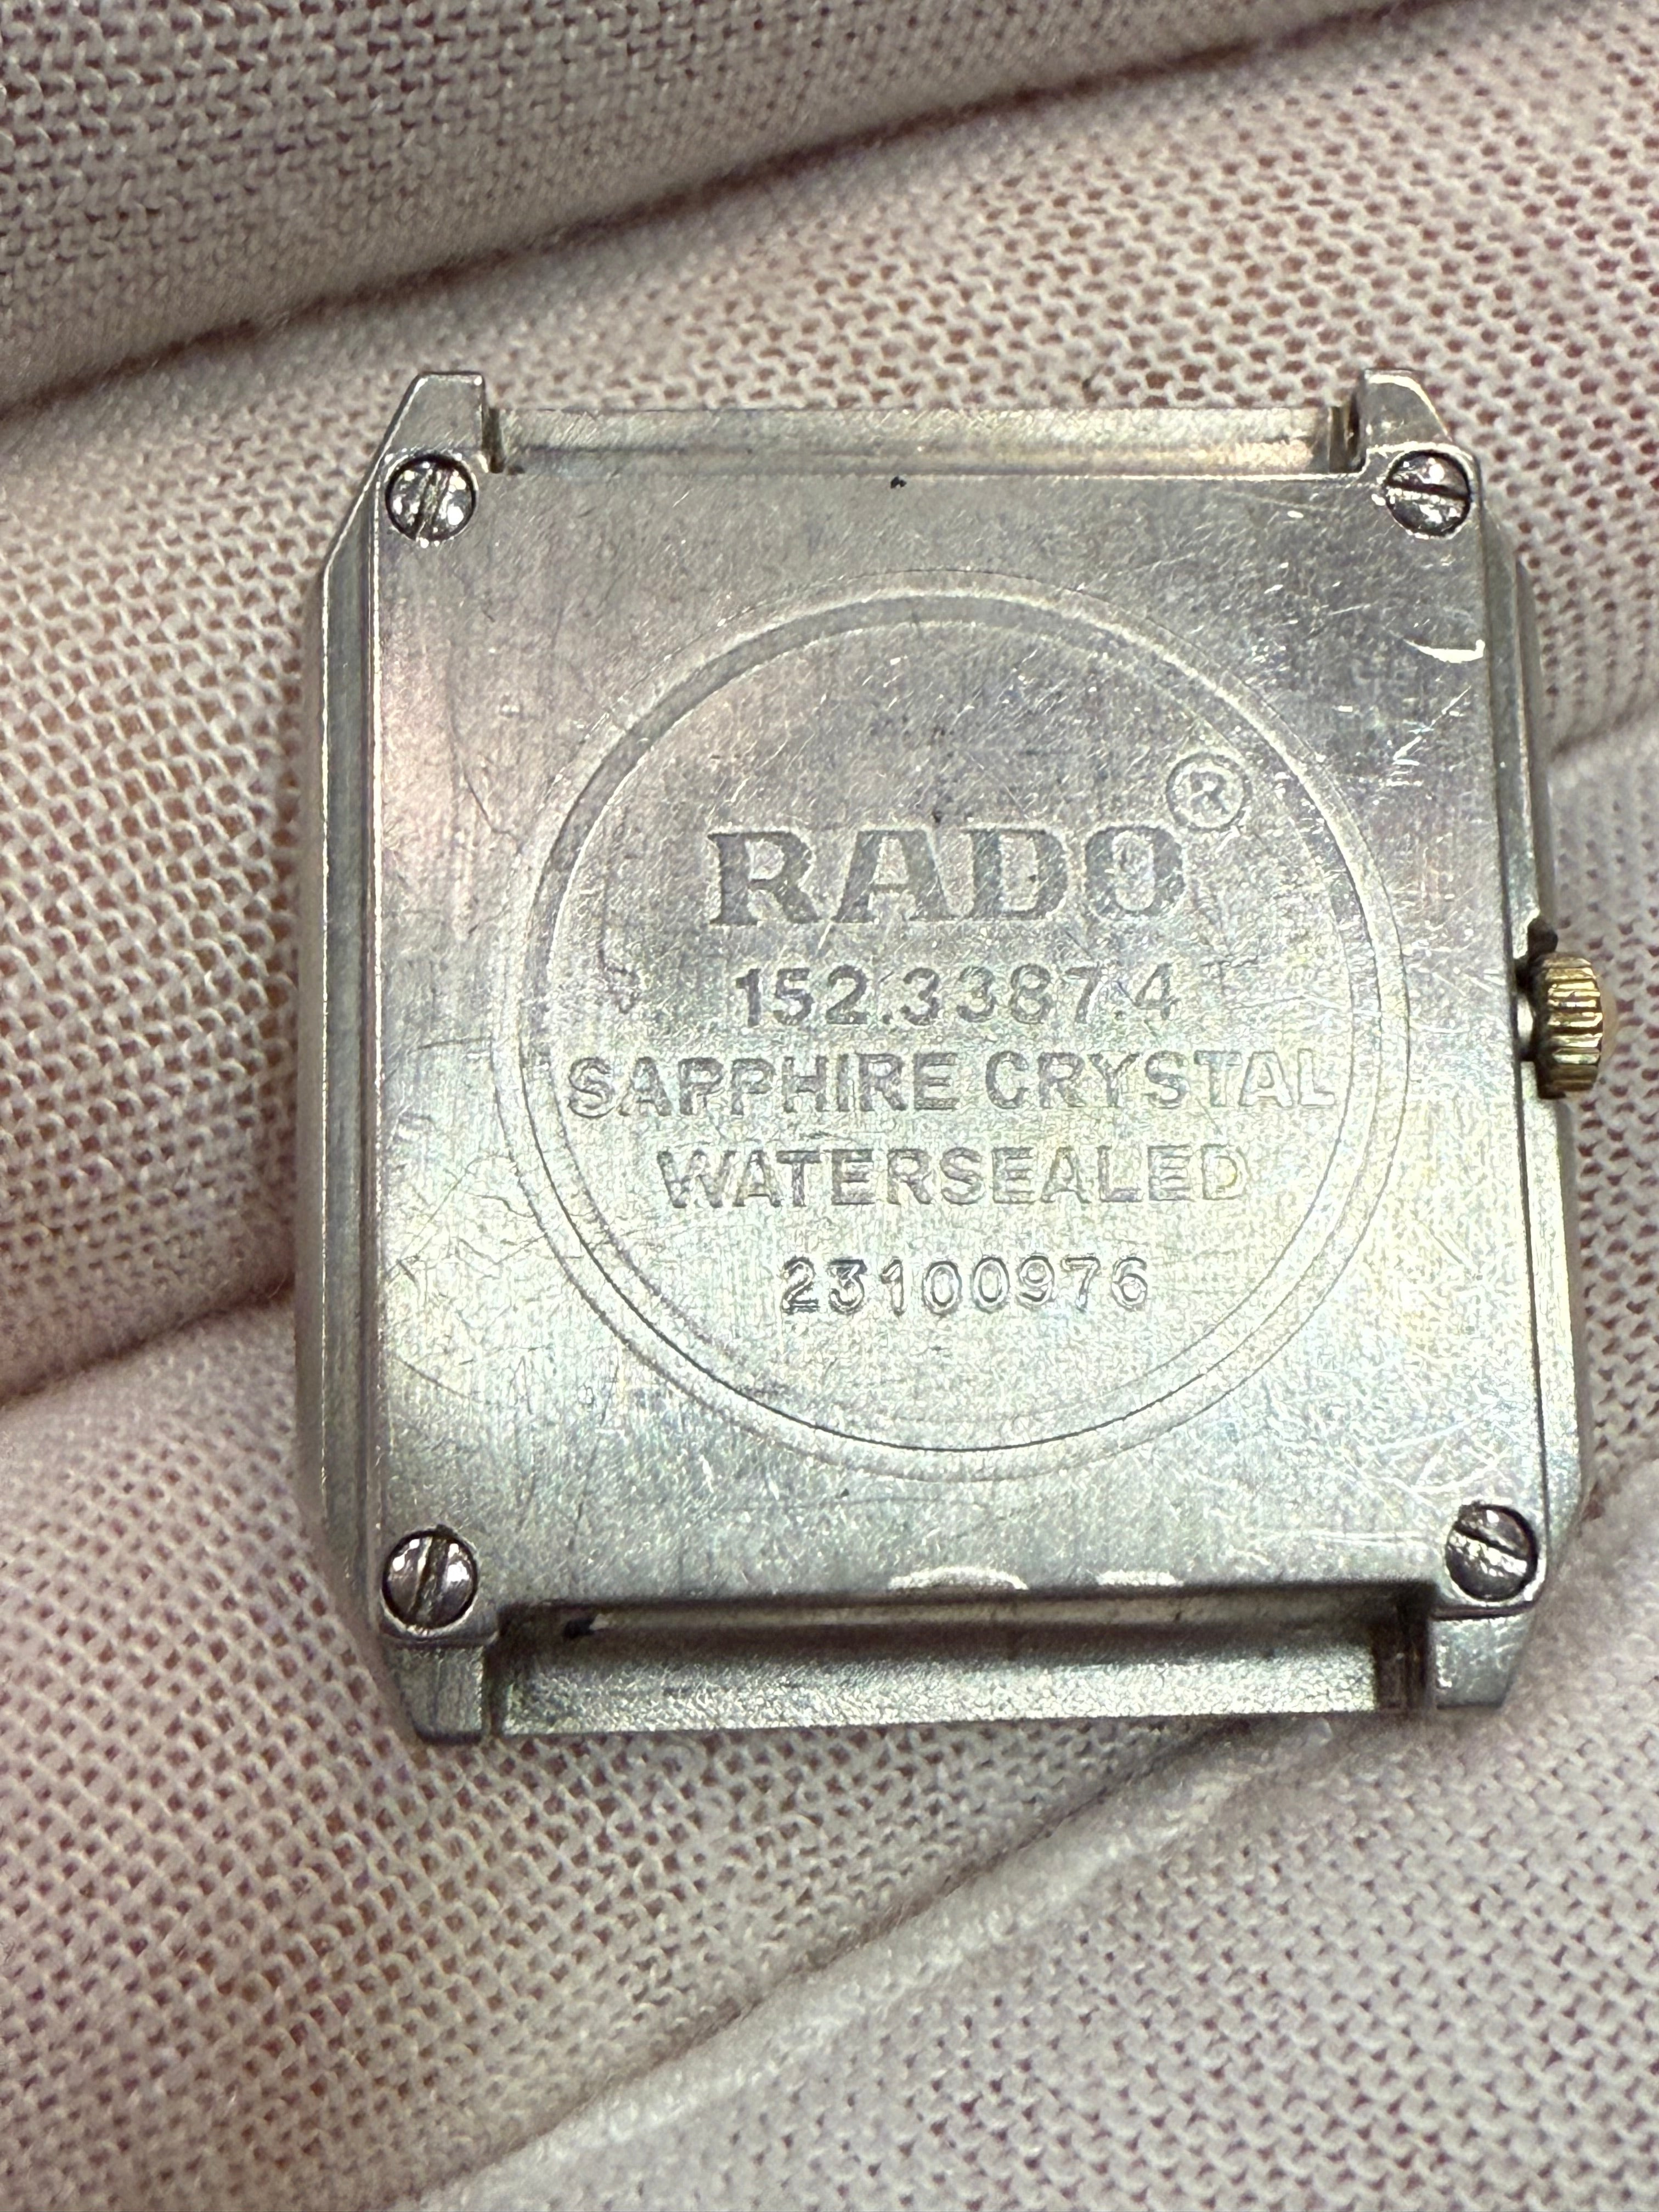 RADO®
152.3387.4
SAPPHIRE CRYSTAL
WATERSEALED
23100976